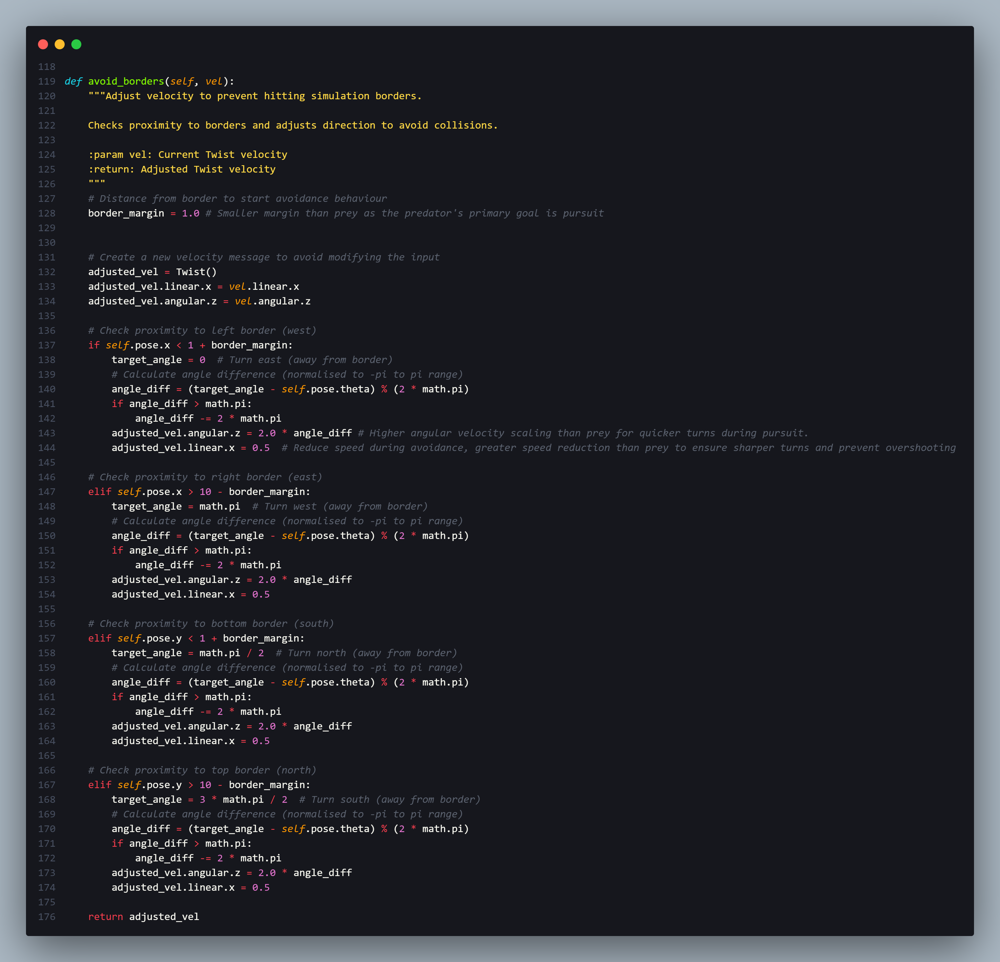 118
119 def avoid_borders(self, vel):
120     """Adjust velocity to prevent hitting simulation borders.
121
122     Checks proximity to borders and adjusts direction to avoid collisions.
123
124     :param vel: Current Twist velocity
125     :return: Adjusted Twist velocity
126     """
127     # Distance from border to start avoidance behaviour
128     border_margin = 1.0 # Smaller margin than prey as the predator's primary goal is pursuit
129
130
131     # Create a new velocity message to avoid modifying the input
132     adjusted_vel = Twist()
133     adjusted_vel.linear.x = vel.linear.x
134     adjusted_vel.angular.z = vel.angular.z
135
136     # Check proximity to left border (west)
137     if self.pose.x < 1 + border_margin:
138         target_angle = 0  # Turn east (away from border)
139         # Calculate angle difference (normalised to -pi to pi range)
140         angle_diff = (target_angle - self.pose.theta) % (2 * math.pi)
141         if angle_diff > math.pi:
142             angle_diff -= 2 * math.pi
143         adjusted_vel.angular.z = 2.0 * angle_diff # Higher angular velocity scaling than prey for quicker turns during pursuit.
144         adjusted_vel.linear.x = 0.5  # Reduce speed during avoidance, greater speed reduction than prey to ensure sharper turns and prevent overshooting
145
146     # Check proximity to right border (east)
147     elif self.pose.x > 10 - border_margin:
148         target_angle = math.pi  # Turn west (away from border)
149         # Calculate angle difference (normalised to -pi to pi range)
150         angle_diff = (target_angle - self.pose.theta) % (2 * math.pi)
151         if angle_diff > math.pi:
152             angle_diff -= 2 * math.pi
153         adjusted_vel.angular.z = 2.0 * angle_diff
154         adjusted_vel.linear.x = 0.5
155
156     # Check proximity to bottom border (south)
157     elif self.pose.y < 1 + border_margin:
158         target_angle = math.pi / 2  # Turn north (away from border)
159         # Calculate angle difference (normalised to -pi to pi range)
160         angle_diff = (target_angle - self.pose.theta) % (2 * math.pi)
161         if angle_diff > math.pi:
162             angle_diff -= 2 * math.pi
163         adjusted_vel.angular.z = 2.0 * angle_diff
164         adjusted_vel.linear.x = 0.5
165
166     # Check proximity to top border (north)
167     elif self.pose.y > 10 - border_margin:
168         target_angle = 3 * math.pi / 2  # Turn south (away from border)
169         # Calculate angle difference (normalised to -pi to pi range)
170         angle_diff = (target_angle - self.pose.theta) % (2 * math.pi)
171         if angle_diff > math.pi:
172             angle_diff -= 2 * math.pi
173         adjusted_vel.angular.z = 2.0 * angle_diff
174         adjusted_vel.linear.x = 0.5
175
176     return adjusted_vel